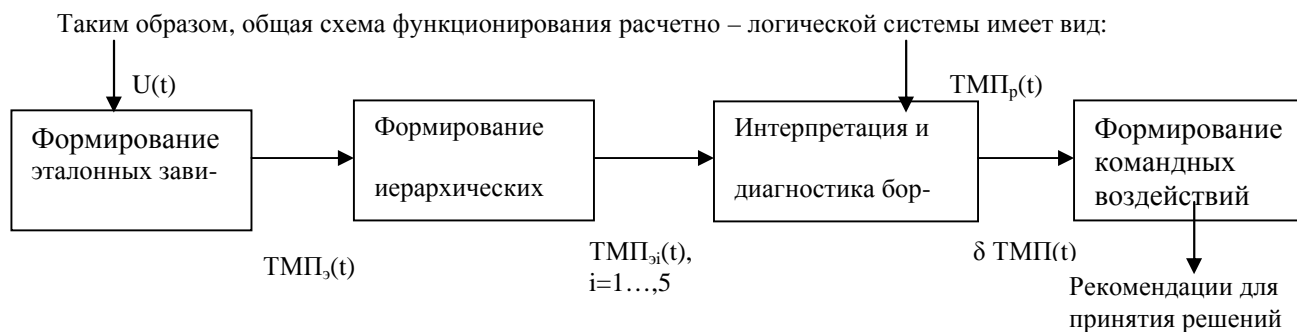 Таким образом, общая схема функционирования расчетно – логической системы имеет вид:
U(t)
ТМПр(t)
Формирование
эталонных зави-
Формирование
иерархических
Интерпретация и
диагностика бор-
Формирование
командных
воздействий
ТМПэ(t)
ТМПэi(t),
i=1…,5
δ ТМП(t)
Рекомендации для
принятия решений